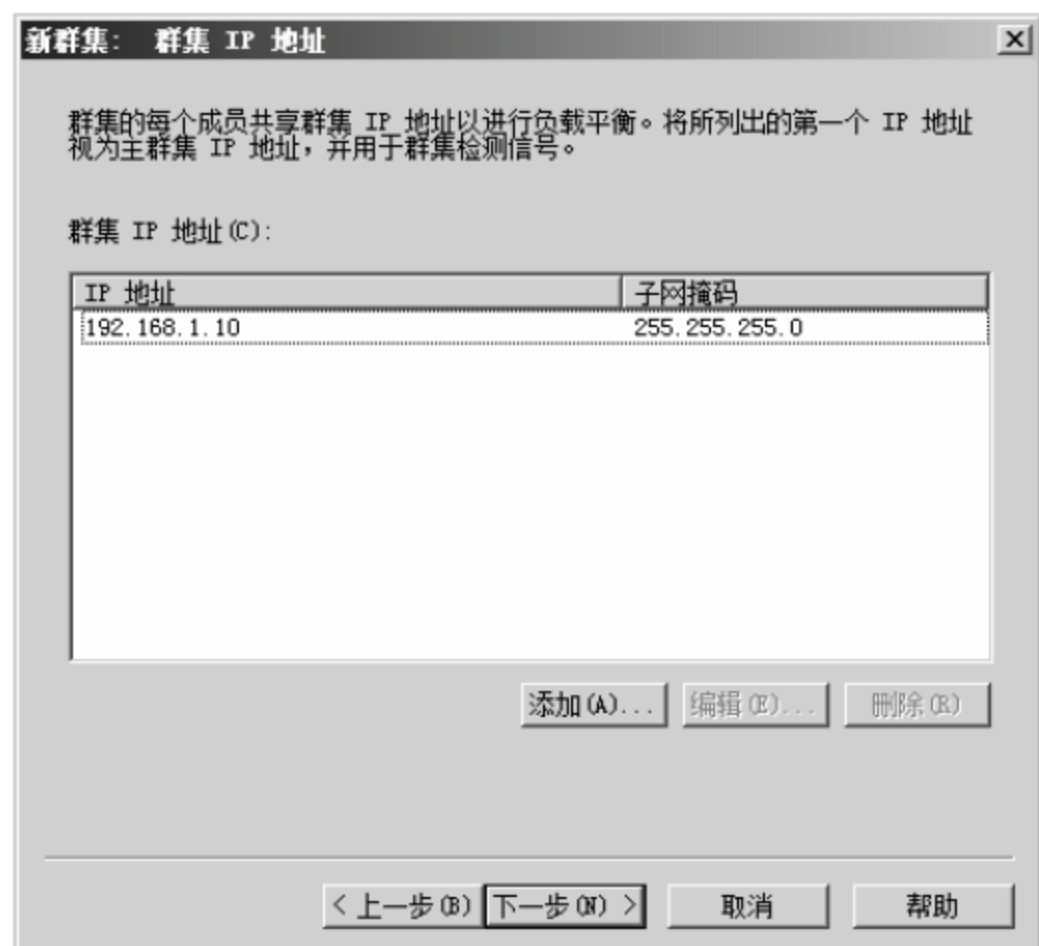 新群集: 群集 IP 地址
群集的每个成员共享群集 IP 地址以进行负载平衡。将所列出的第一个 IP 地址
视为主群集 IP 地址，并用于群集检测信号。
群集 IP 地址(C):
IP 地址 子网掩码
192.168.1.10 255.255.255.0
添加(A)... 编辑(E)... 删除(R)
< 上一步(B) 下一步(N) > 取消 帮助